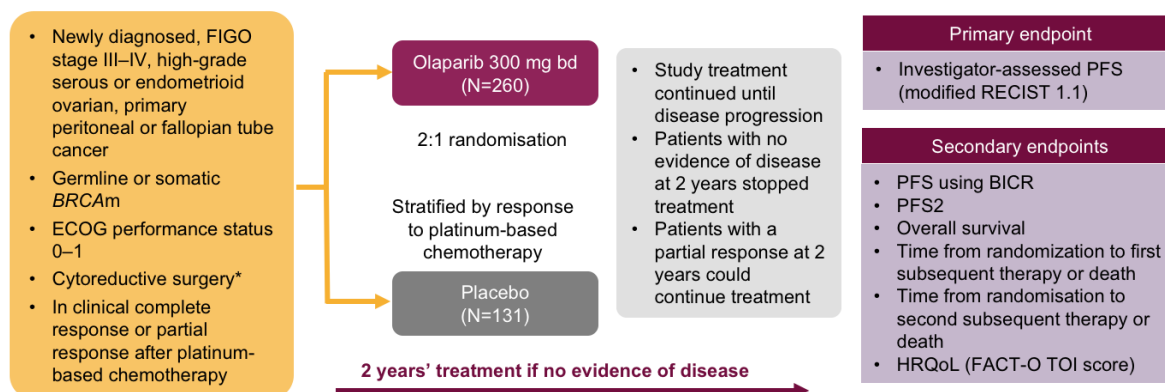 • Newly diagnosed, FIGO
stage III–IV, high-grade
serous or endometrioid
ovarian, primary
peritoneal or fallopian tube
cancer
• Germline or somatic
BRCAm
• ECOG performance status
0–1
• Cytoreductive surgery*
• In clinical complete
response or partial
response after platinum-
based chemotherapy
Olaparib 300 mg bd
(N=260)
2:1 randomisation
Stratified by response
to platinum-based
chemotherapy
Placebo
(N=131)
• Study treatment
continued until
disease progression
• Patients with no
evidence of disease
at 2 years stopped
treatment
• Patients with a
partial response at 2
years could
continue treatment
2 years’ treatment if no evidence of disease
Primary endpoint
• Investigator-assessed PFS
(modified RECIST 1.1)
Secondary endpoints
• PFS using BICR
• PFS2
• Overall survival
• Time from randomization to first
subsequent therapy or death
• Time from randomisation to
second subsequent therapy or
death
• HRQoL (FACT-O TOI score)